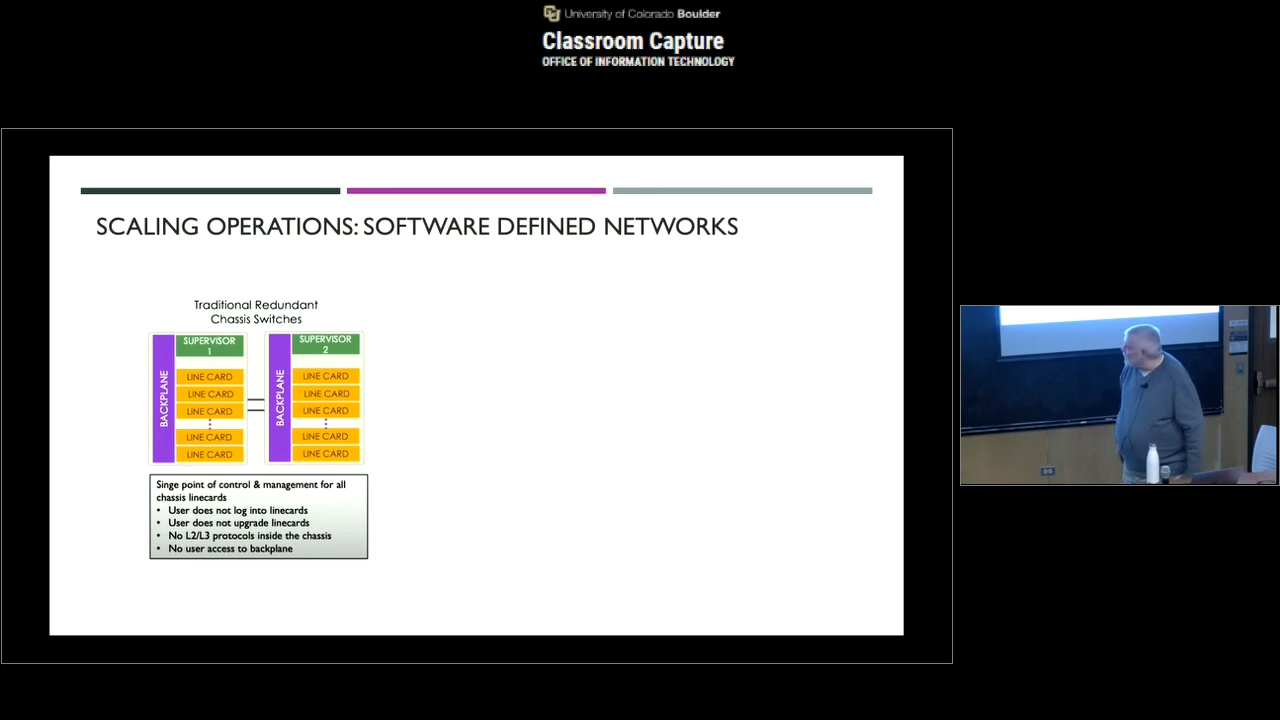 University of Colorado Boulder
Classroom Capture
OFFICE OF INFORMATION TECHNOLOGY
SCALING OPERATIONS: SOFTWARE DEFINED NETWORKS
Traditional Redundant
Chassis Switches
BACKPLANE
SUPERVISOR
1
LINE CARD
LINE CARD
LINE CARD
LINE CARD
LINE CARD
BACKPLANE
SUPERVISOR
2
LINE CARD
LINE CARD
LINE CARD
LINE CARD
LINE CARD
Singe point of control & management for all
chassis linecards
• User does not log into linecards
• User does not upgrade linecards
• No L2/L3 protocols inside the chassis
• No user access to backplane